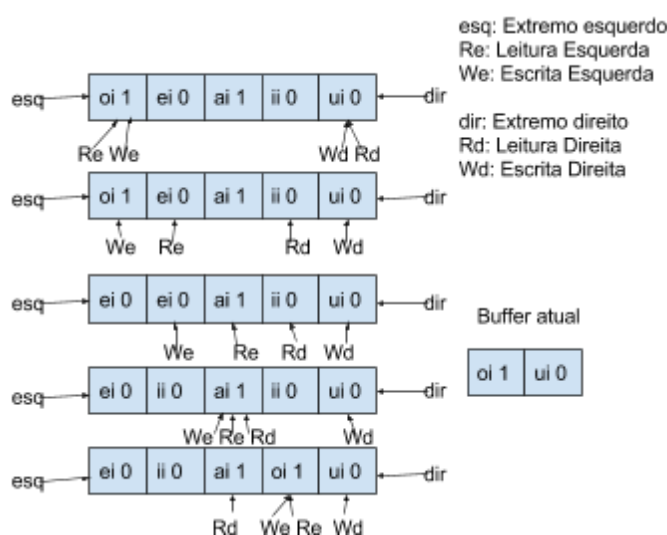 esq: Extremo esquerdo
Re: Leitura Esquerda
We: Escrita Esquerda
dir: Extremo direito
Rd: Leitura Direita
Wd: Escrita Direita
esq oi 1 ei 0 ai 1 ii 0 ui 0 dir
Re We Wd Rd
esq oi 1 ei 0 ai 1 ii 0 ui 0 dir
We Re Rd Wd
esq ei 0 ei 0 ai 1 ii 0 ui 0 dir
We Re Rd Wd
Buffer atual
oi 1 ui 0
esq ei 0 ii 0 ai 1 ii 0 ui 0 dir
We Re Rd Wd
esq ei 0 ii 0 ai 1 oi 1 ui 0 dir
Rd We Re Wd